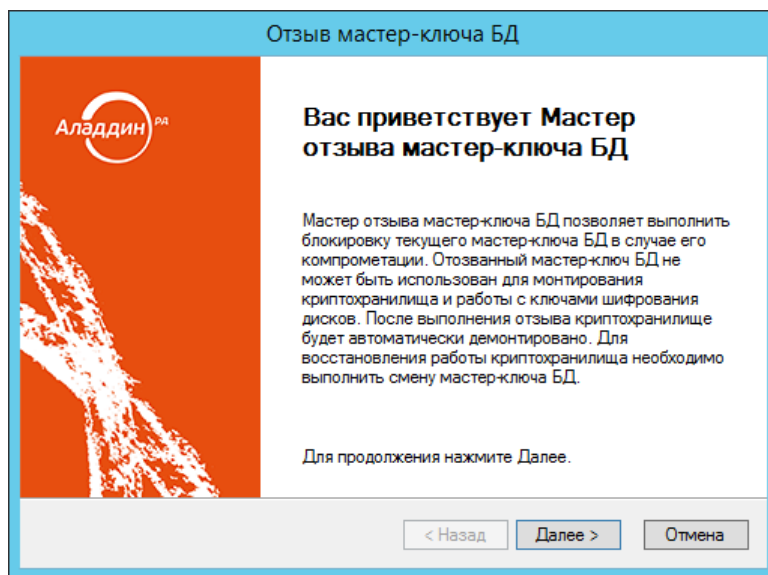 Отзыв мастер-ключа БД
Аладдин РД
Вас приветствует Мастер
отзыва мастер-ключа БД
Мастер отзыва мастер-ключа БД позволяет выполнить
блокировку текущего мастер-ключа БД в случае его
компрометации. Отозванный мастер-ключ БД не
может быть использован для монтирования
криптохранилища и работы с ключами шифрования
дисков. После выполнения отзыва криптохранилище
будет автоматически демонтировано. Для
восстановления работы криптохранилища необходимо
выполнить смену мастер-ключа БД.
Для продолжения нажмите Далее.
< Назад Далее > Отмена